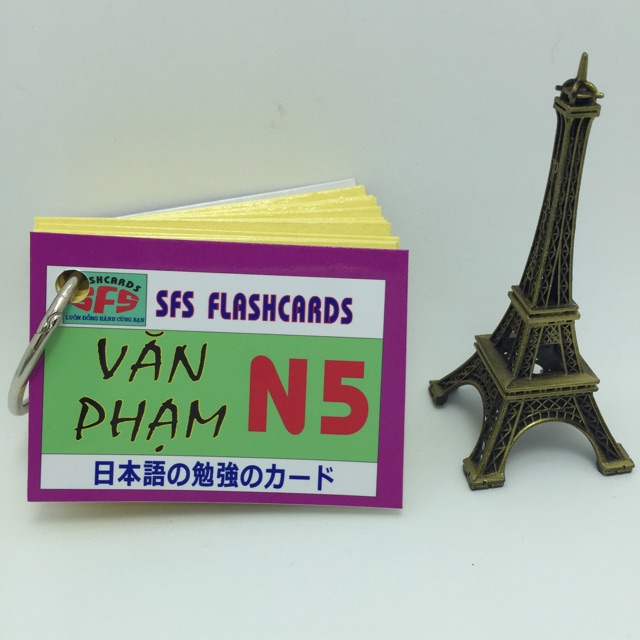 SHCARDS
SFS
LUÔN ĐỒNG HÀNH CÙNG BẠN
SFS FLASHCARDS
VĂN
PHẠM
N5
日本語の勉強のカード